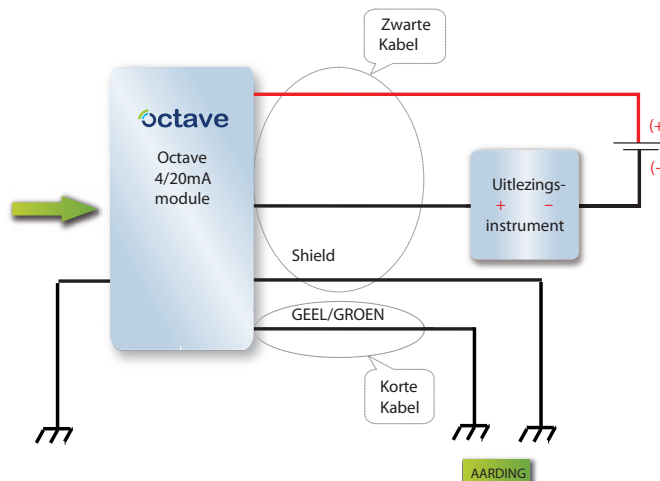 Zwarte
Kabel
octave
Octave
4/20mA
module
(+
(-
Uitlezings-
+ –
instrument
Shield
GEEL/GROEN
Korte
Kabel
AARDING